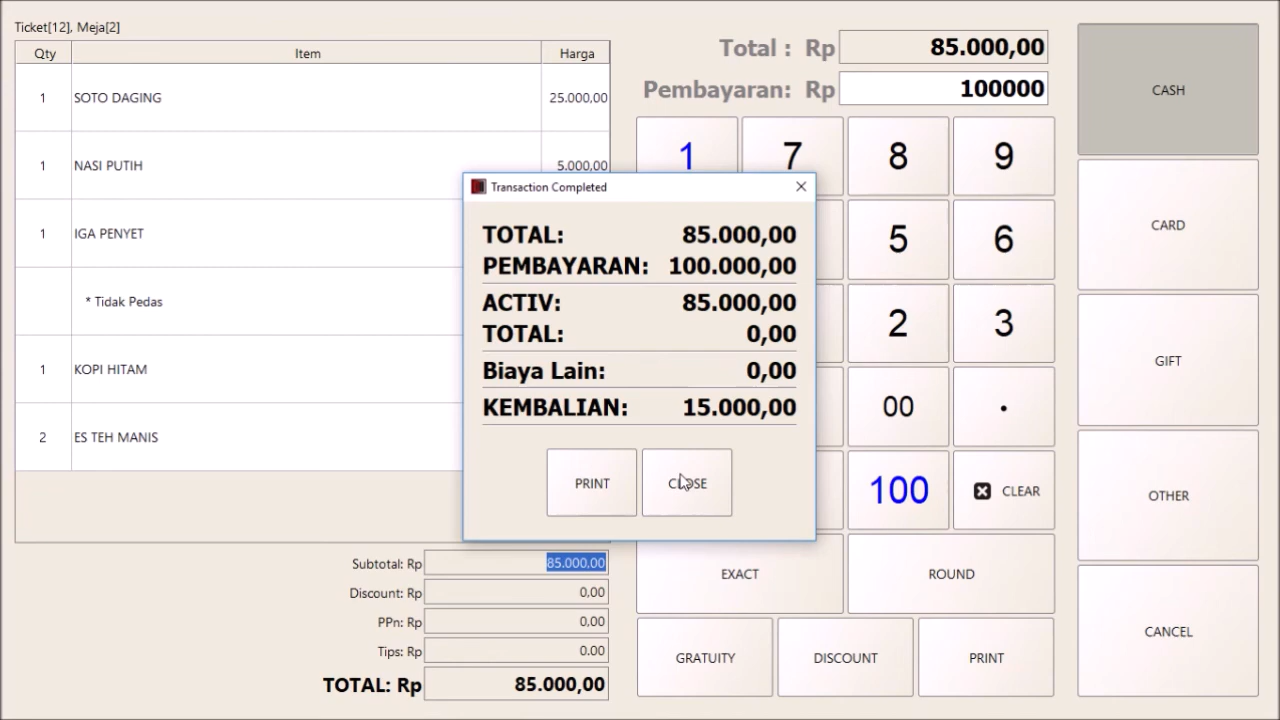 Ticket[12], Meja[2]
Qty Item Harga
1 SOTO DAGING 25.000,00
1 NASI PUTIH 5.000,00
1 IGA PENYET
* Tidak Pedas
1 KOPI HITAM
2 ES TEH MANIS
Subtotal: Rp 85.000,00
Discount: Rp 0,00
PPn: Rp 0,00
Tips: Rp 0.00
TOTAL: Rp 85.000,00
Total : Rp 85.000,00
Pembayaran: Rp 100000
1 7 8 9
5 6
2 3
00 .
100 CLEAR
EXACT ROUND
GRATUITY DISCOUNT PRINT
Transaction Completed
TOTAL: 85.000,00
PEMBAYARAN: 100.000,00
ACTIV: 85.000,00
TOTAL: 0,00
Biaya Lain: 0,00
KEMBALIAN: 15.000,00
PRINT CLOSE
CASH
CARD
GIFT
OTHER
CANCEL